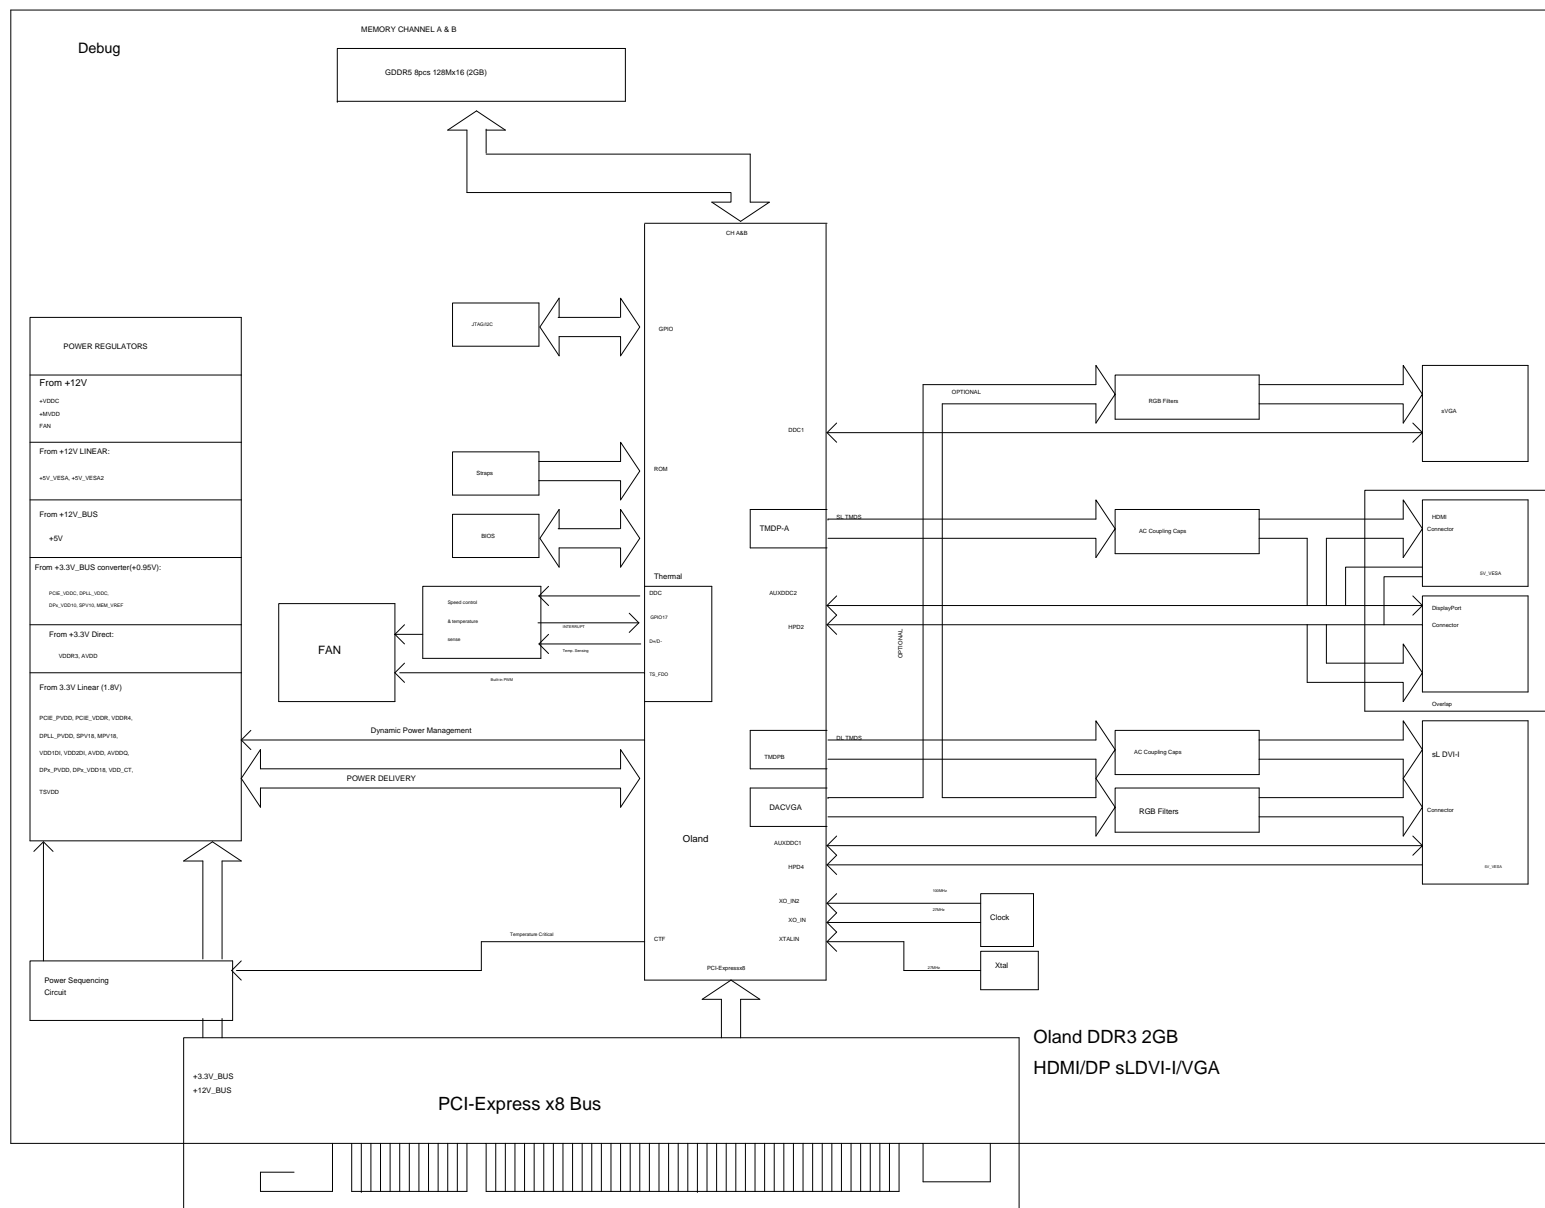 MEMORY CHANNEL A & B
Debug
GDDR5 8pcs 128Mx16 (2GB)
CH A&B
JTAG/I2C
GPIO
POWER REGULATORS
From +12V
+VDDC
+MVDD
FAN
From +12V LINEAR:
+5V_VESA, +5V_VESA2
From +12V_BUS
+5V
From +3.3V_BUS converter(+0.95V):
PCIE_VDDC, DPLL_VDDC,
DPx_VDD10, SPV10, MEM_VREF
From +3.3V Direct:
VDDR3, AVDD
From 3.3V Linear (1.8V)
PCIE_PVDD, PCIE_VDDR, VDDR4,
DPLL_PVDD, SPV18, MPV18,
VDD1DI, VDD2DI, AVDD, AVDDQ,
DPx_PVDD, DPx_VDD18, VDD_CT,
TSVDD
Straps
ROM
BIOS
Thermal
DDC
GPIO17
D+/D-
TS_FDO
Speed control
& temperature
sense
INTERRUPT
Temp. Sensing
Built-in PWM
FAN
Dynamic Power Management
POWER DELIVERY
OPTIONAL
RGB Filters
sVGA
DDC1
TMDP-A
SL TMDS
AC Coupling Caps
HDMI
Connector
5V_VESA
AUXDDC2
HPD2
OPTIONAL
DisplayPort
Connector
Overlap
TMDPB
DL TMDS
AC Coupling Caps
sL DVI-I
DACVGA
RGB Filters
Connector
5V_VESA
Oland
AUXDDC1
HPD4
XO_IN2
100MHz
XO_IN
27MHz
Clock
XTALIN
27MHz
Xtal
CTF
Temperature Critical
PCI-Expressx8
Power Sequencing
Circuit
Oland DDR3 2GB
HDMI/DP sLDVI-I/VGA
+3.3V_BUS
+12V_BUS
PCI-Express x8 Bus